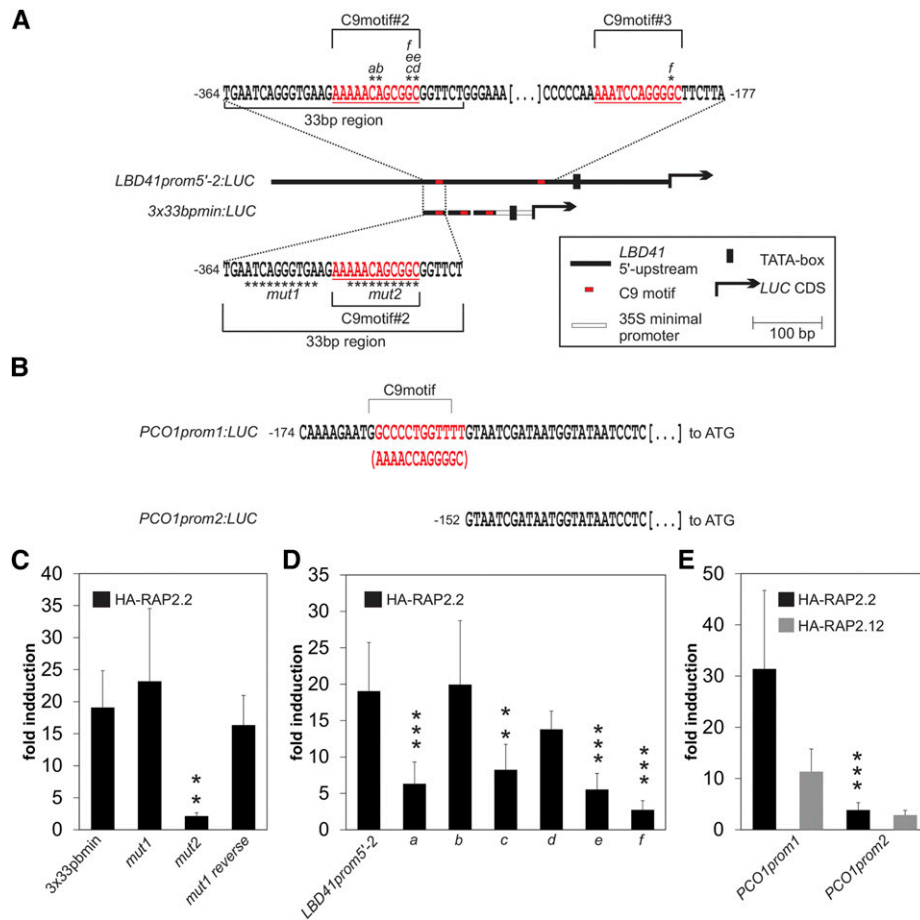 A
C9motif#2
C9motif#3
f
ee
ab cd
f
** **
*
-364 TGAATCAGGGTGAAGAAAAACAGCGGCGGTTCTGGGAAA[...]CCCCCAAAAATCCAGGGGCTTCTTA -177
33bp region
LBD41prom5'-2:LUC
3x33bpmin:LUC
-364 TGAATCAGGGTGAAGAAAAACAGCGGCGGTTCT
********** **********
mut1 mut2
C9motif#2
33bp region
LBD41
5'-upstream
TATA-box
C9 motif
LUC CDS
35S minimal
promoter
100 bp
B
C9motif
PCO1prom1:LUC -174 CAAAAGAATGGCCCCTGGTTTTGTAATCGATAATGGTATAATCCTC[...] to ATG
(AAAACCAGGGGC)
PCO1prom2:LUC -152 GTAATCGATAATGGTATAATCCTC[...] to ATG
C
40
35
30
25
20
15
10
5
0
fold indduction
HA-RAP2.2
**
3x33pbmin
mut1
mut2
mut1 reverse
D
35
30
25
20
15
10
5
0
fold indduction
HA-RAP2.2
***
**
***
***
LBD41prom5'-2
a
b
c
d
e
f
E
50
40
30
20
10
0
fold indduction
HA-RAP2.2
HA-RAP2.12
***
PCO1prom1
PCO1prom2